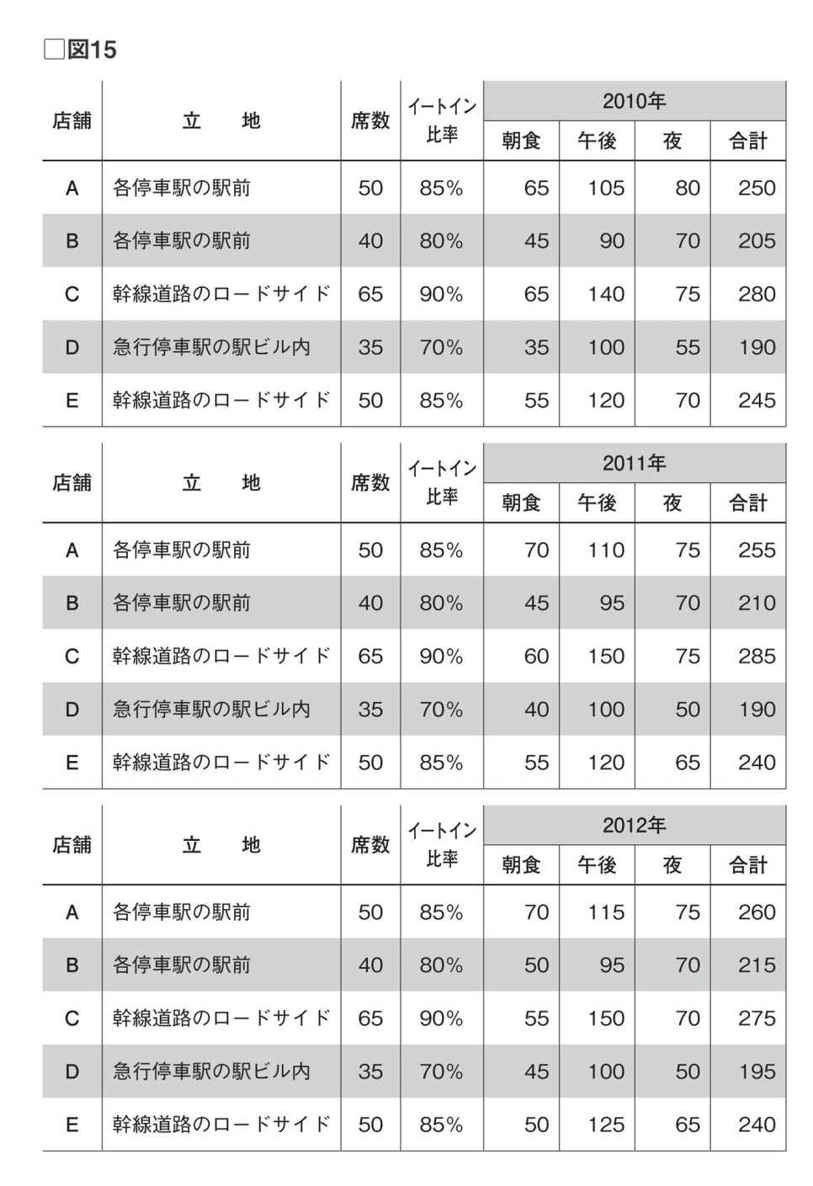 □図15
店舗 立 地 席数 イートイン比率 2010年
朝食 午後 夜 合計
A 各停車駅の駅前 50 85% 65 105 80 250
B 各停車駅の駅前 40 80% 45 90 70 205
C 幹線道路のロードサイド 65 90% 65 140 75 280
D 急行停車駅の駅ビル内 35 70% 35 100 55 190
E 幹線道路のロードサイド 50 85% 55 120 70 245
店舗 立 地 席数 イートイン比率 2011年
朝食 午後 夜 合計
A 各停車駅の駅前 50 85% 70 110 75 255
B 各停車駅の駅前 40 80% 45 95 70 210
C 幹線道路のロードサイド 65 90% 60 150 75 285
D 急行停車駅の駅ビル内 35 70% 40 100 50 190
E 幹線道路のロードサイド 50 85% 55 120 65 240
店舗 立 地 席数 イートイン比率 2012年
朝食 午後 夜 合計
A 各停車駅の駅前 50 85% 70 115 75 260
B 各停車駅の駅前 40 80% 50 95 70 215
C 幹線道路のロードサイド 65 90% 55 150 70 275
D 急行停車駅の駅ビル内 35 70% 45 100 50 195
E 幹線道路のロードサイド 50 85% 50 125 65 240